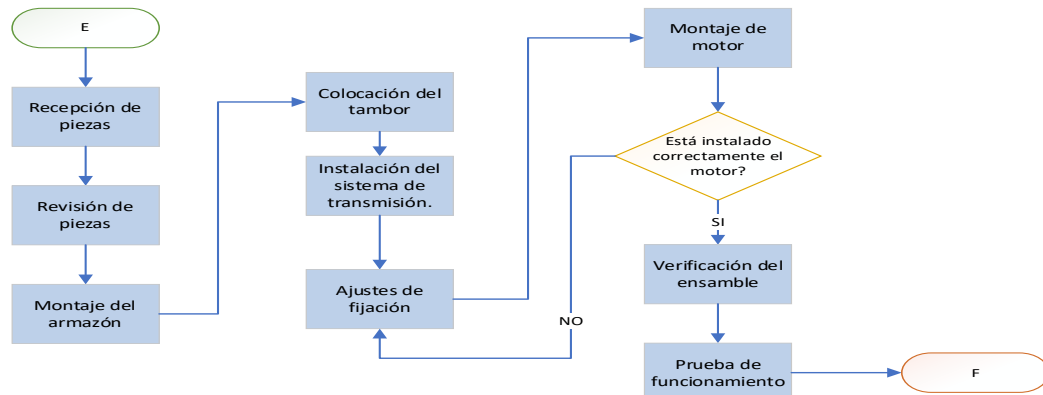 E
Recepción de
piezas
Revisión de
piezas
Montaje del
armazón
Colocación del
tambor
Instalación del
sistema de
transmisión.
Ajustes de
fijación
Montaje de
motor
Está instalado
correctamente el
motor?
NO
SI
Verificación del
ensamble
Prueba de
funcionamiento
F